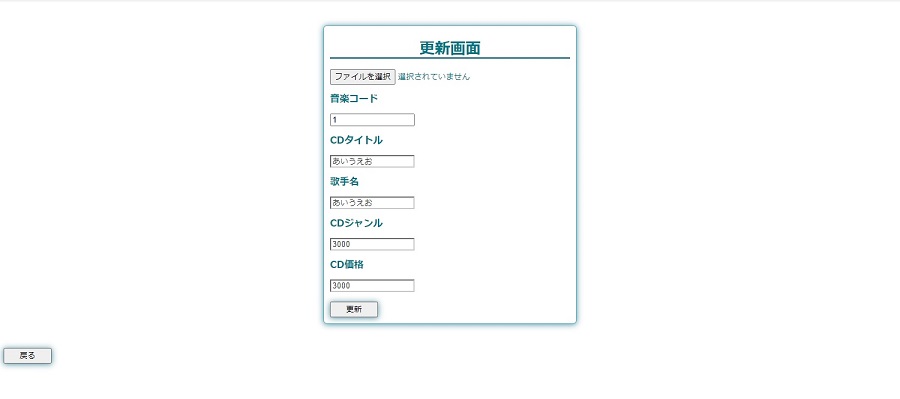 更新画面
ファイルを選択 選択されていません
音楽コード
1
CDタイトル
あいうえお
歌手名
あいうえお
CDジャンル
3000
CD価格
3000
更新
戻る